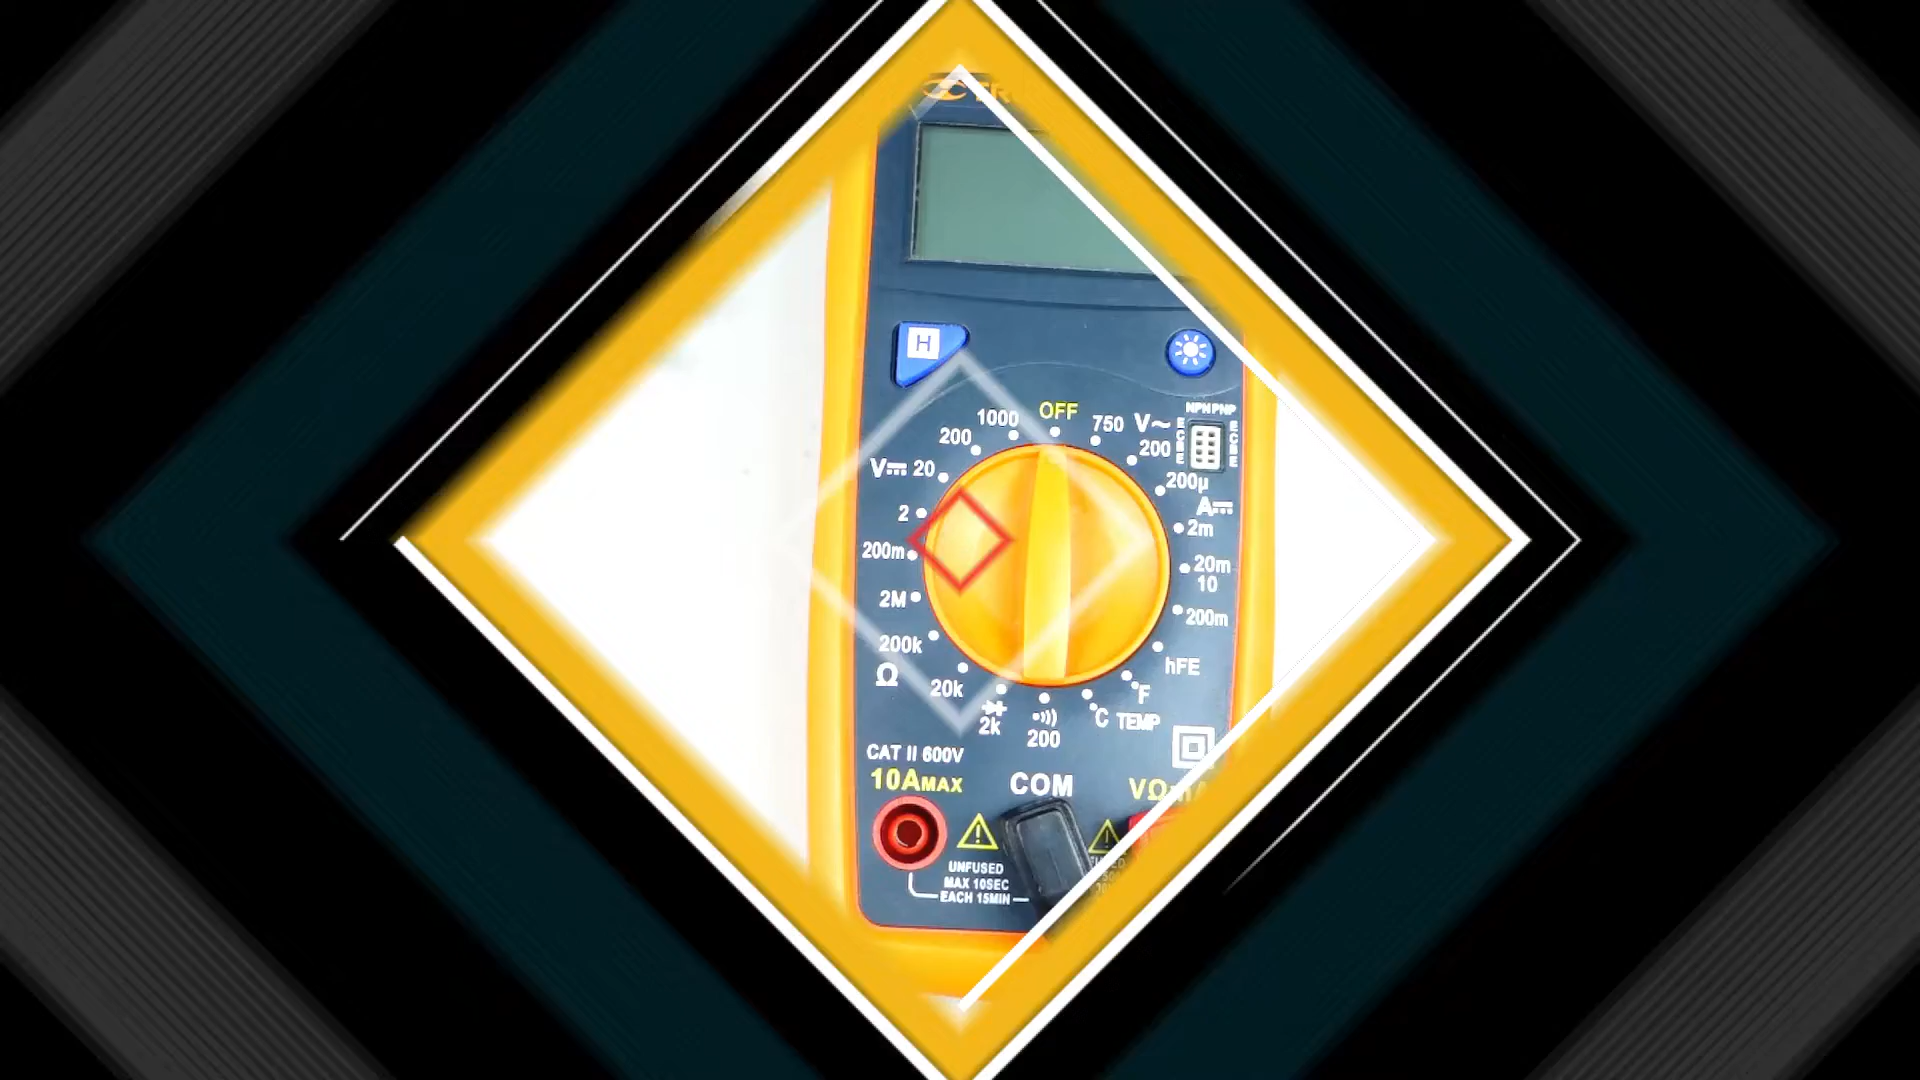 H
OFF
1000
750 V~
NPN PNP
200
200
E
C
B
E
E
C
B
E
V⎓ 20
200µ
A⎓
2
2m
200m
20m
10
2M
200m
200k
hFE
Ω
20k
°F
2k
°C TEMP
200
CAT II 600V
10AMAX
COM
VΩmA
UNFUSED
MAX 10SEC
EACH 15MIN